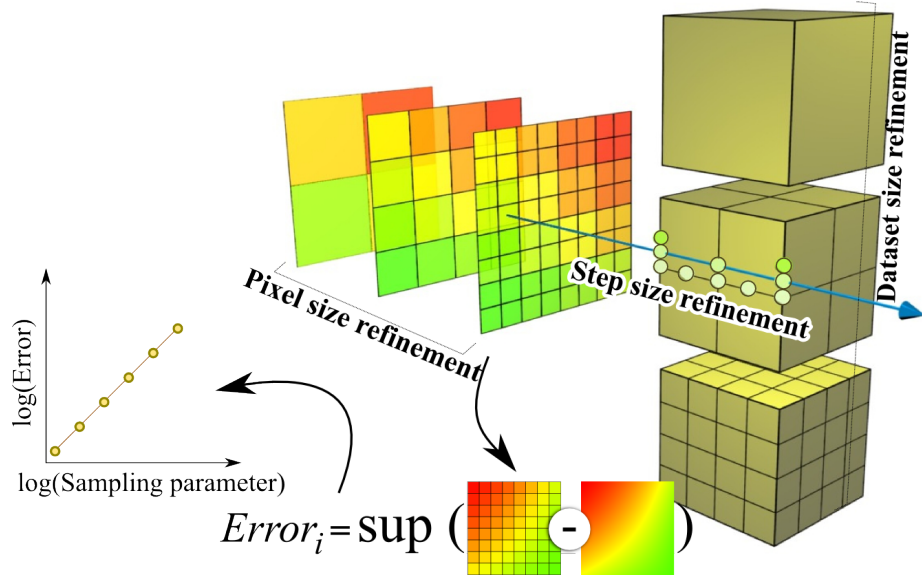 Dataset size refinement
Step size refinement
Pixel size refinement
log(Error)
log(Sampling parameter)
Error_i = sup ( - )